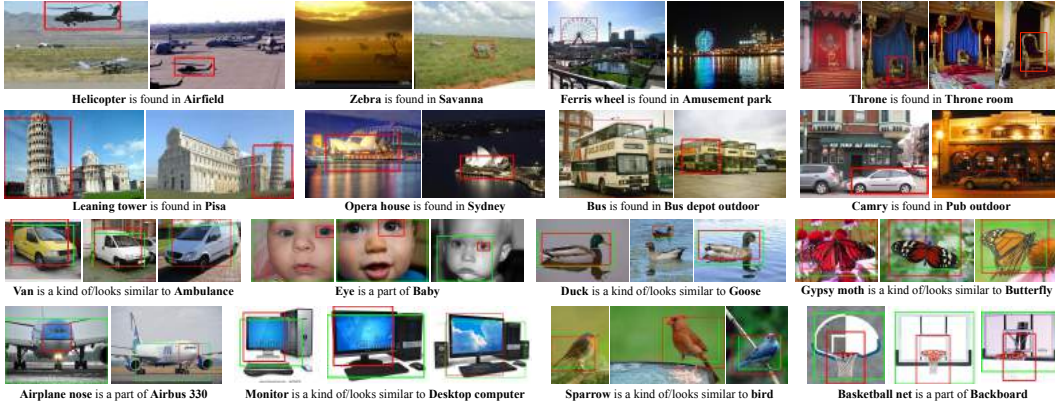 Helicopter is found in Airfield
Zebra is found in Savanna
Ferris wheel is found in Amusement park
Throne is found in Throne room
Leaning tower is found in Pisa
Opera house is found in Sydney
Bus is found in Bus depot outdoor
Camry is found in Pub outdoor
Van is a kind of/looks similar to Ambulance
Eye is a part of Baby
Duck is a kind of/looks similar to Goose
Gypsy moth is a kind of/looks similar to Butterfly
Airplane nose is a part of Airbus 330
Monitor is a kind of/looks similar to Desktop computer
Sparrow is a kind of/looks similar to bird
Basketball net is a part of Backboard